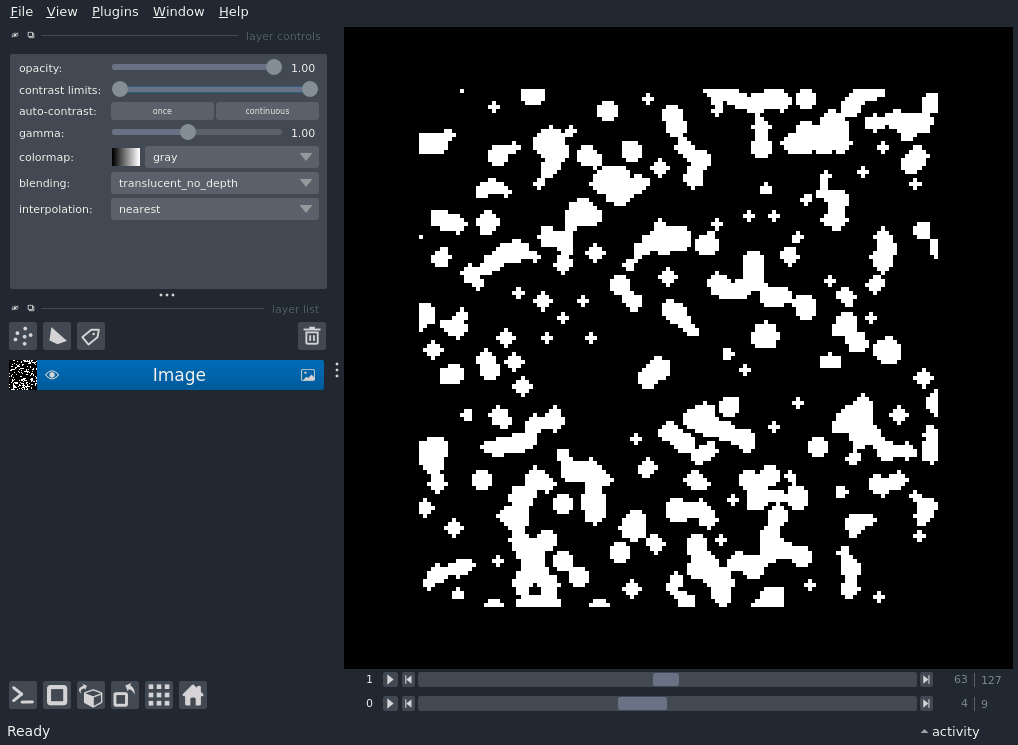 File View Plugins Window Help
layer controls
opacity: 1.00
contrast limits:
auto-contrast: once continuous
gamma: 1.00
colormap: gray
blending: translucent_no_depth
interpolation: nearest
layer list
Image
1 63 127
0 4 9
Ready activity